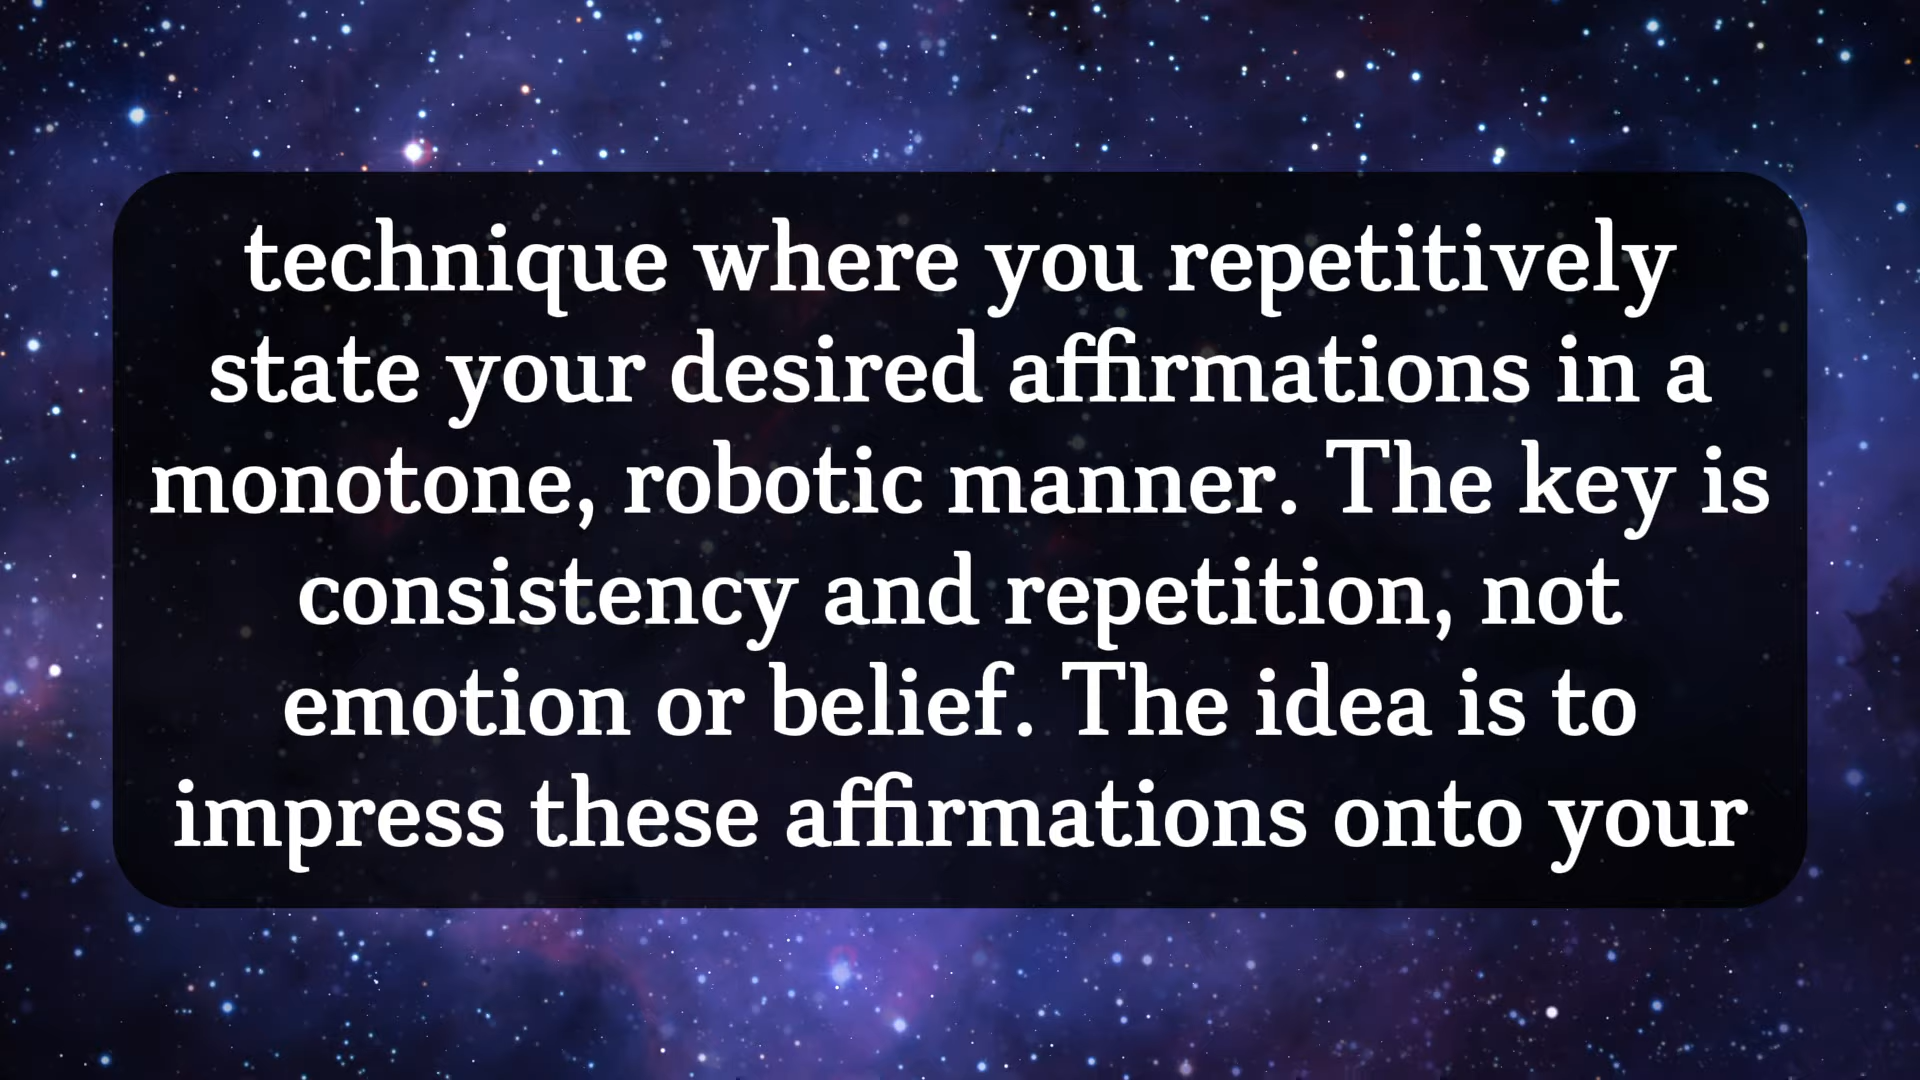 technique where you repetitively
state your desired affirmations in a
monotone, robotic manner. The key is
consistency and repetition, not
emotion or belief. The idea is to
impress these affirmations onto your